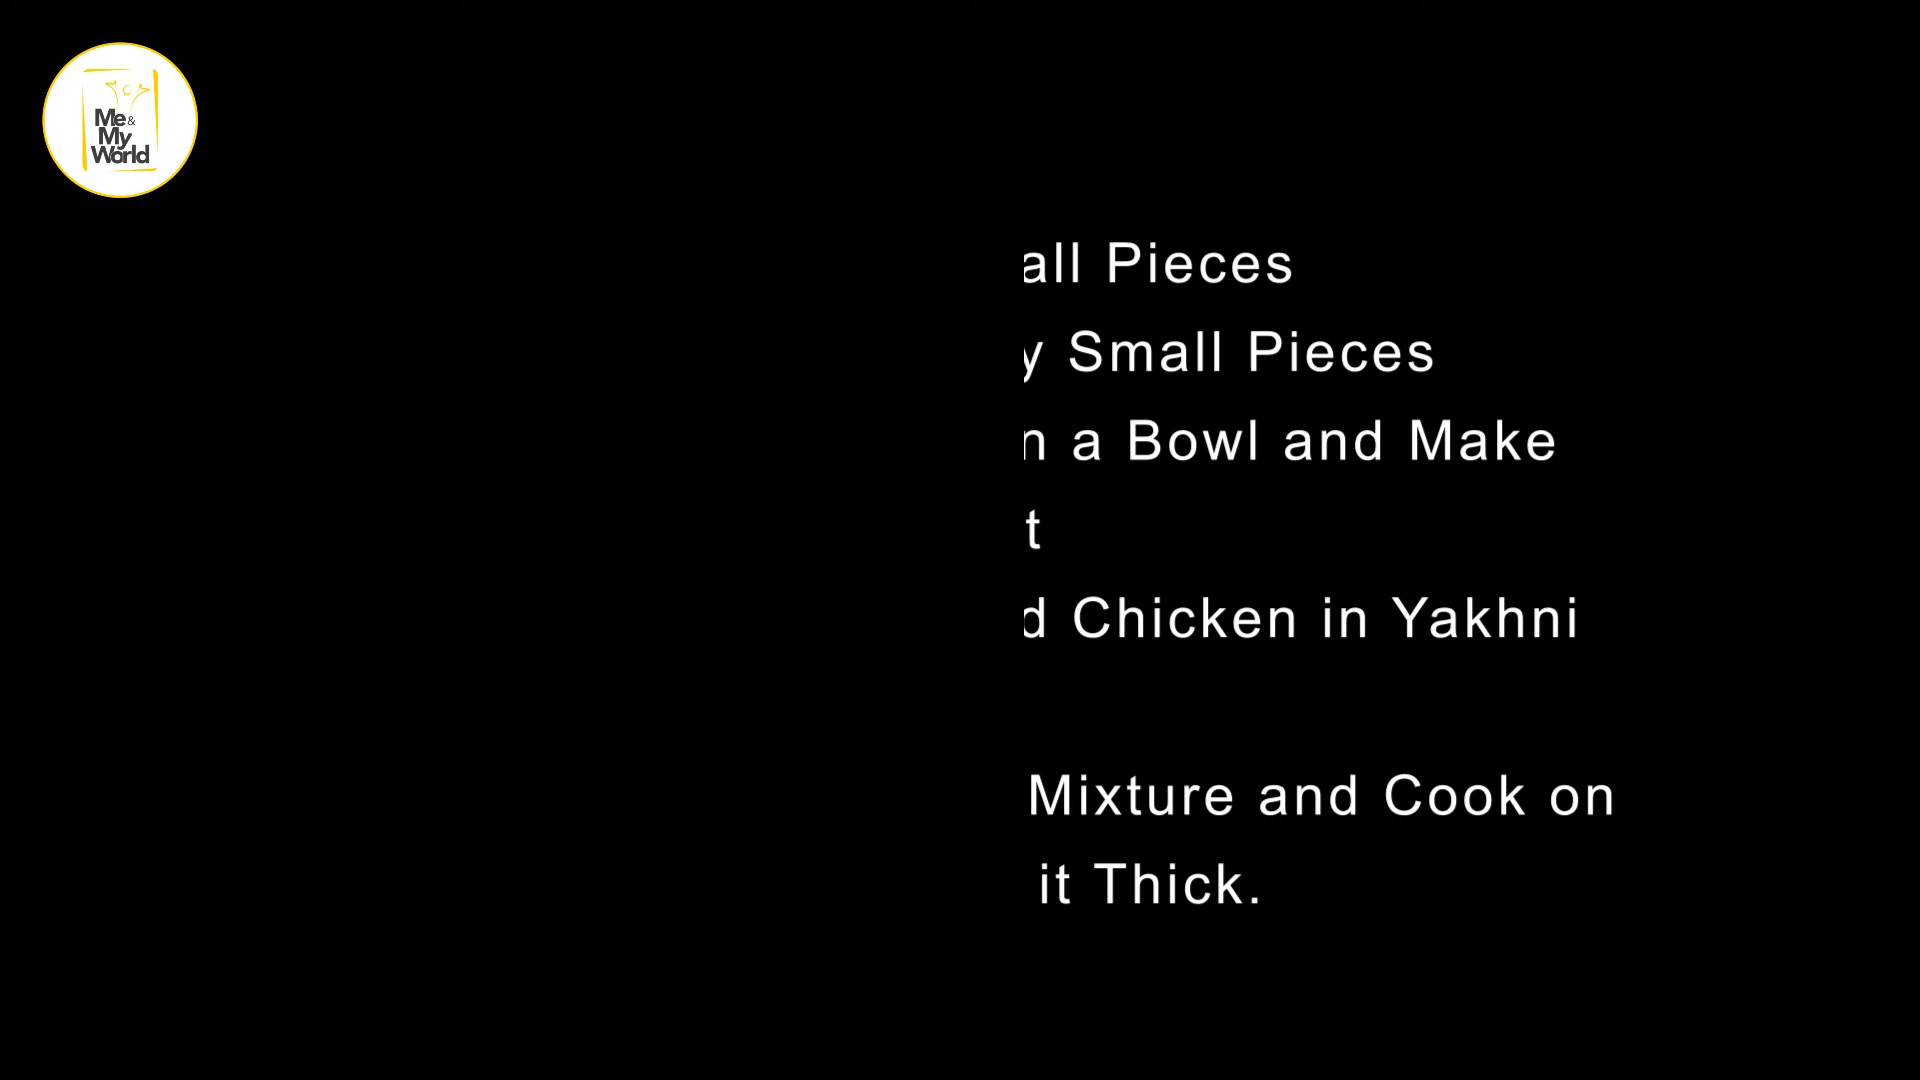 Me &
My
World
all Pieces
y Small Pieces
n a Bowl and Make
t
d Chicken in Yakhni
Mixture and Cook on
it Thick.